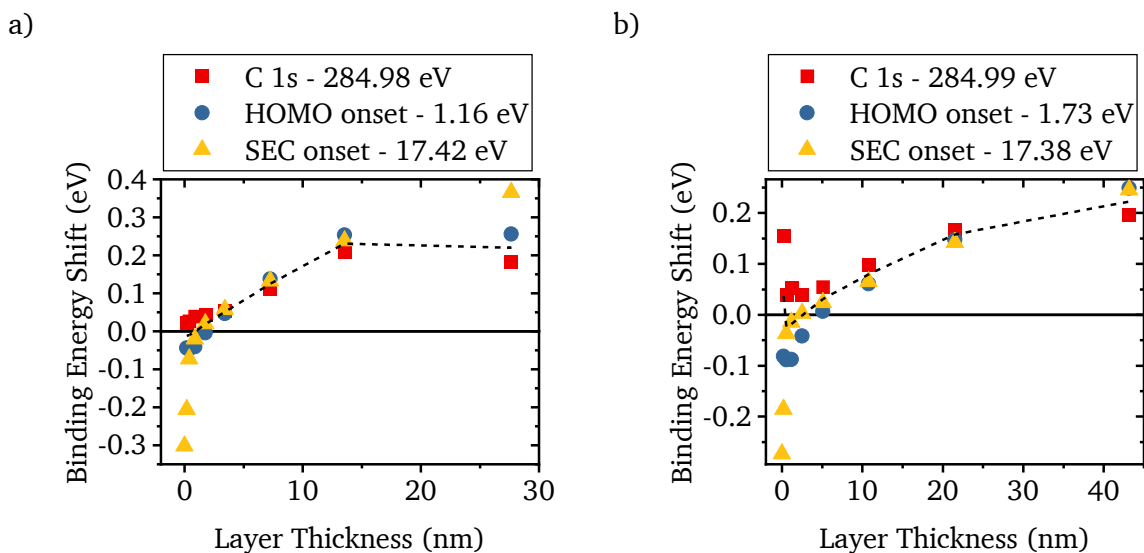 a)
C 1s - 284.98 eV
HOMO onset - 1.16 eV
SEC onset - 17.42 eV
Binding Energy Shift (eV)
0.4
0.3
0.2
0.1
0.0
-0.1
-0.2
-0.3
0
10
20
30
Layer Thickness (nm)
b)
C 1s - 284.99 eV
HOMO onset - 1.73 eV
SEC onset - 17.38 eV
Binding Energy Shift (eV)
0.2
0.1
0.0
-0.1
-0.2
0
10
20
30
40
Layer Thickness (nm)